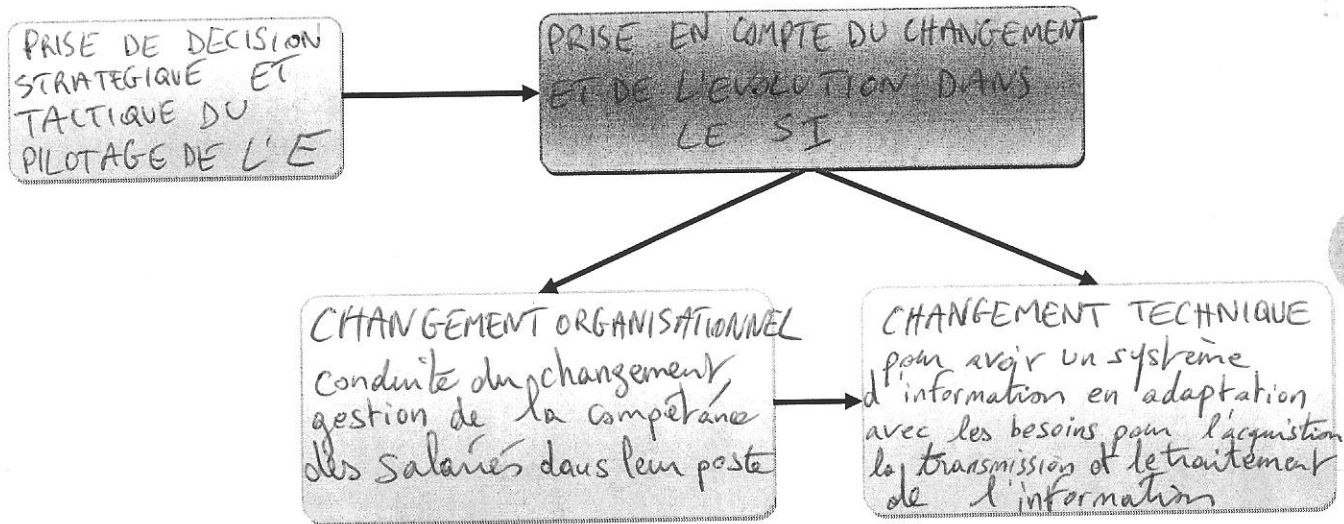 PRISE DE DECISION
STRATEGIQUE ET
TACTIQUE DU
PILOTAGE DE L'E
PRISE EN COMPTE DU CHANGEMENT
ET DE L'EVOLUTION DANS
LE SI
CHANGEMENT ORGANISATIONNEL
conduite du changement,
gestion de la compétance
des salariés dans leur poste
CHANGEMENT TECHNIQUE
pour avoir un système
d'information en adaptation
avec les besoins pour l'acquistion
la transmission et le traitement
de l'information